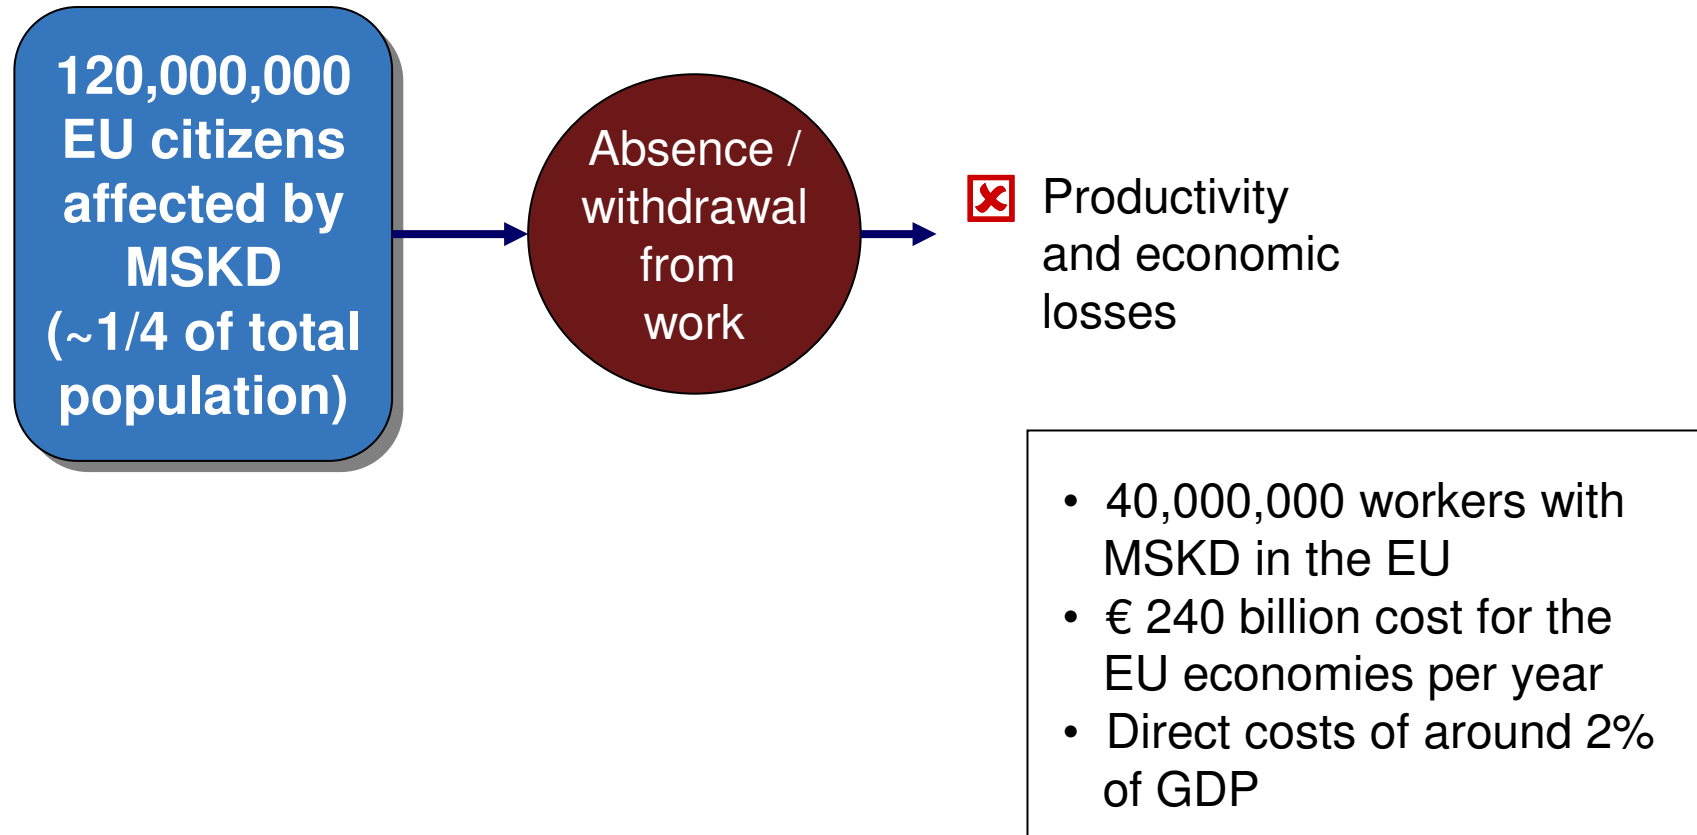 120,000,000
EU citizens
affected by
MSKD
(~1/4 of total
population)
Absence /
withdrawal
from
work
Productivity
and economic
losses
• 40,000,000 workers with
MSKD in the EU
• € 240 billion cost for the
EU economies per year
• Direct costs of around 2%
of GDP